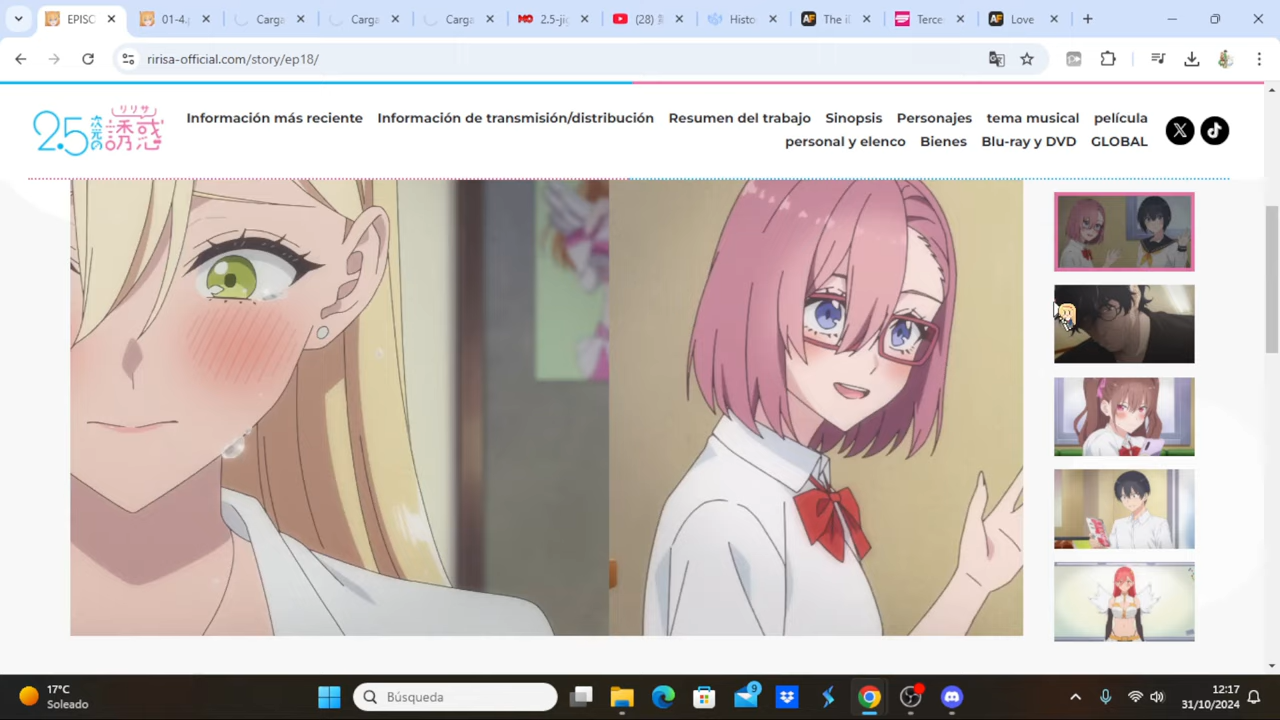 EPISC
01-4.j
Carga
Carga
Carga
2.5-jig
(28)
Histo
The il
Terce
Love
ririsa-official.com/story/ep18/
リリサ
2.5次元の誘惑
Información más reciente
Información de transmisión/distribución
Resumen del trabajo
Sinopsis
Personajes
tema musical
película
personal y elenco
Bienes
Blu-ray y DVD
GLOBAL
17°C
Soleado
Búsqueda
9
12:17
31/10/2024